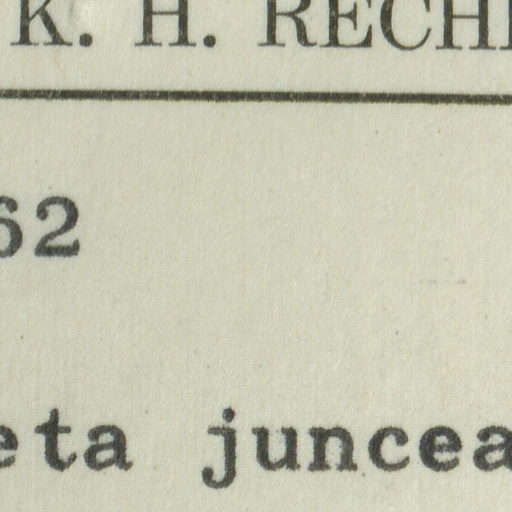 K. H. RECH
62
eta juncea